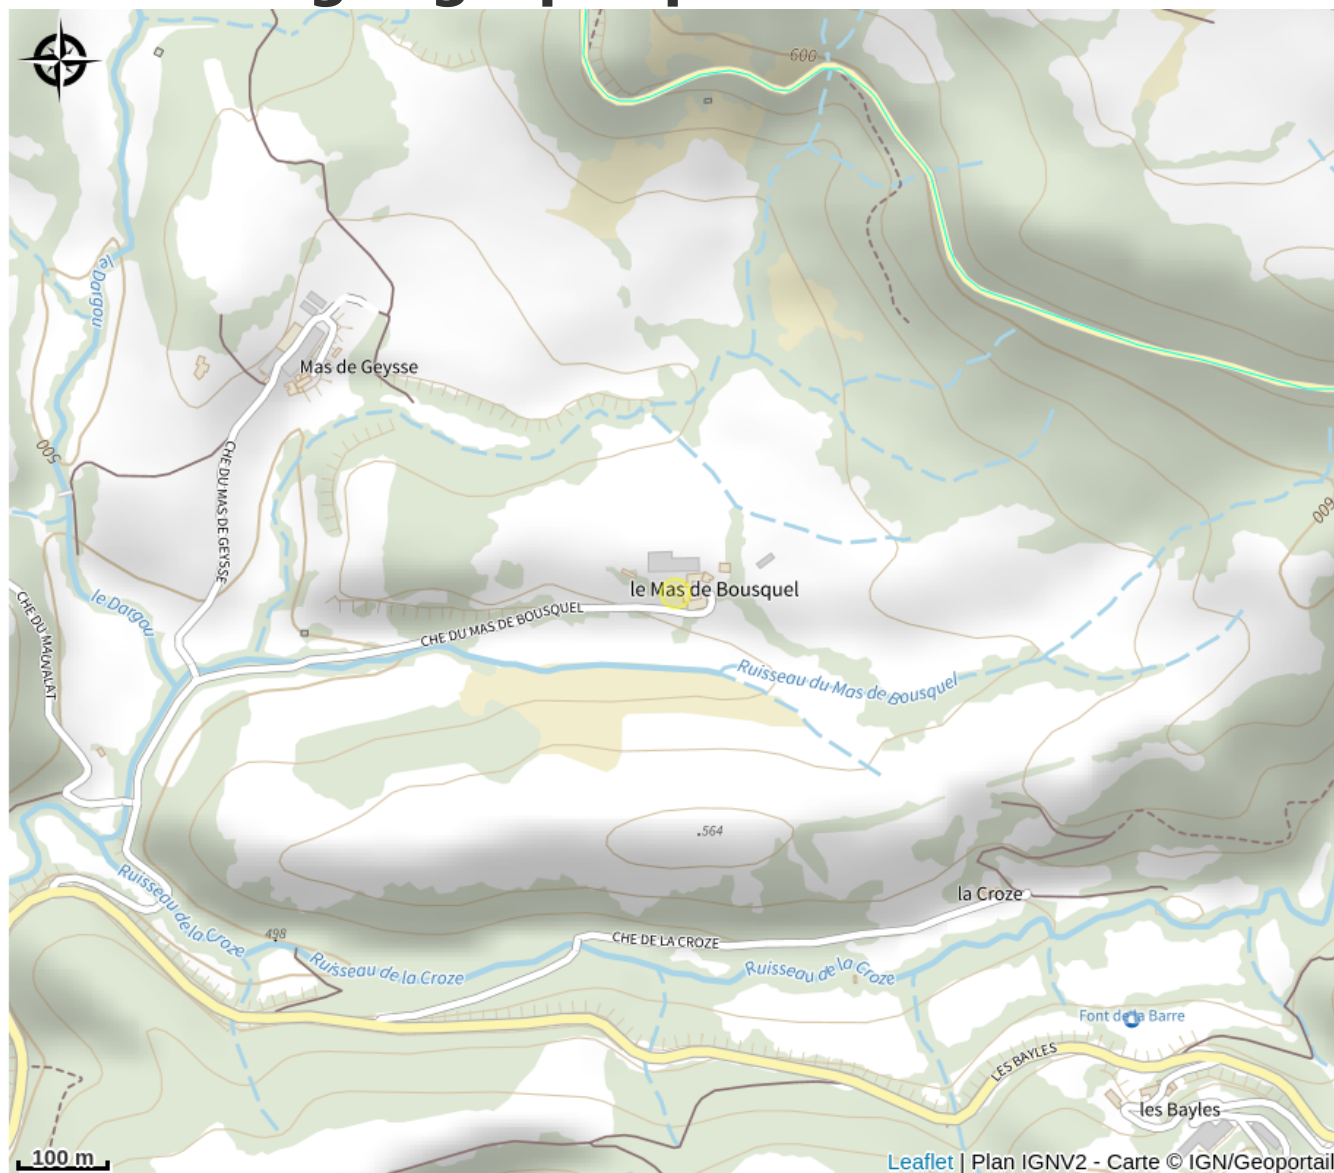 600
le Dargou
Mas de Geysse
500
CHE DU MAS DE GEYSSE
600
le Mas de Bousquel
CHE DU MAUVALAT
le Dargou
CHE DU MAS DE BOUSQUEL
Ruisseau du Mas de Bousquel
564
Ruisseau de la Croze
la Croze
498
CHE DE LA CROZE
Ruisseau de la Croze
Ruisseau de la Croze
Font de la Barre
LES BAYLES
les Bayles
100 m
Leaflet | Plan IGNV2 - Carte © IGN/Geoportail